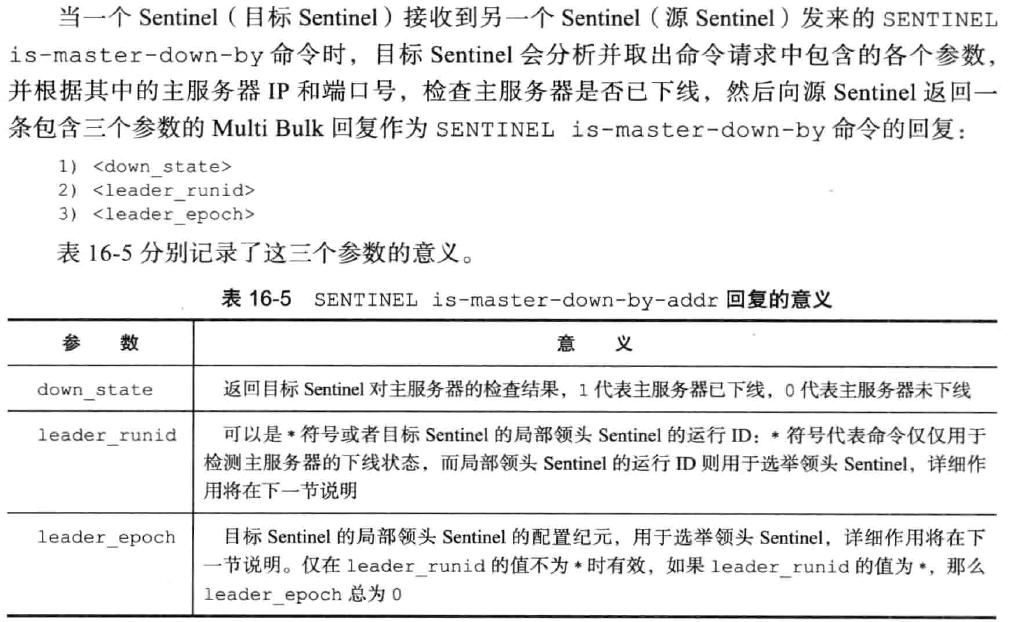 当一个 Sentinel（目标 Sentinel）接收到另一个 Sentinel（源 Sentinel）发来的 SENTINEL
is-master-down-by 命令时，目标 Sentinel 会分析并取出命令请求中包含的各个参数，
并根据其中的主服务器 IP 和端口号，检查主服务器是否已下线，然后向源 Sentinel 返回一
条包含三个参数的 Multi Bulk 回复作为 SENTINEL is-master-down-by 命令的回复：
1) <down_state>
2) <leader_runid>
3) <leader_epoch>
表 16-5 分别记录了这三个参数的意义。
表 16-5 SENTINEL is-master-down-by-addr 回复的意义
参 数 意 义
down_state 返回目标 Sentinel 对主服务器的检查结果，1 代表主服务器已下线，0 代表主服务器未下线
leader_runid 可以是 * 符号或者目标 Sentinel 的局部领头 Sentinel 的运行 ID：* 符号代表命令仅仅用于
检测主服务器的下线状态，而局部领头 Sentinel 的运行 ID 则用于选举领头 Sentinel，详细作
用将在下一节说明
leader_epoch 目标 Sentinel 的局部领头 Sentinel 的配置纪元，用于选举领头 Sentinel，详细作用将在下
一节说明。仅在 leader_runid 的值不为 * 时有效，如果 leader_runid 的值为 *，那么
leader_epoch 总为 0